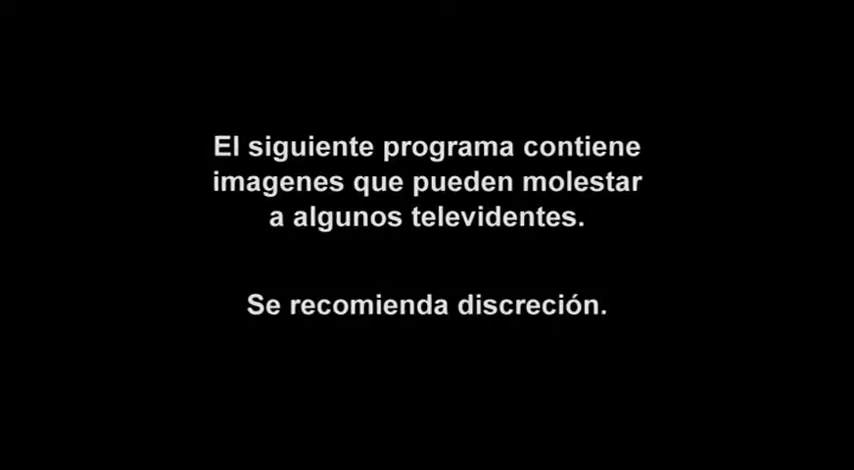 El siguiente programa contiene
imagenes que pueden molestar
a algunos televidentes.
Se recomienda discreción.